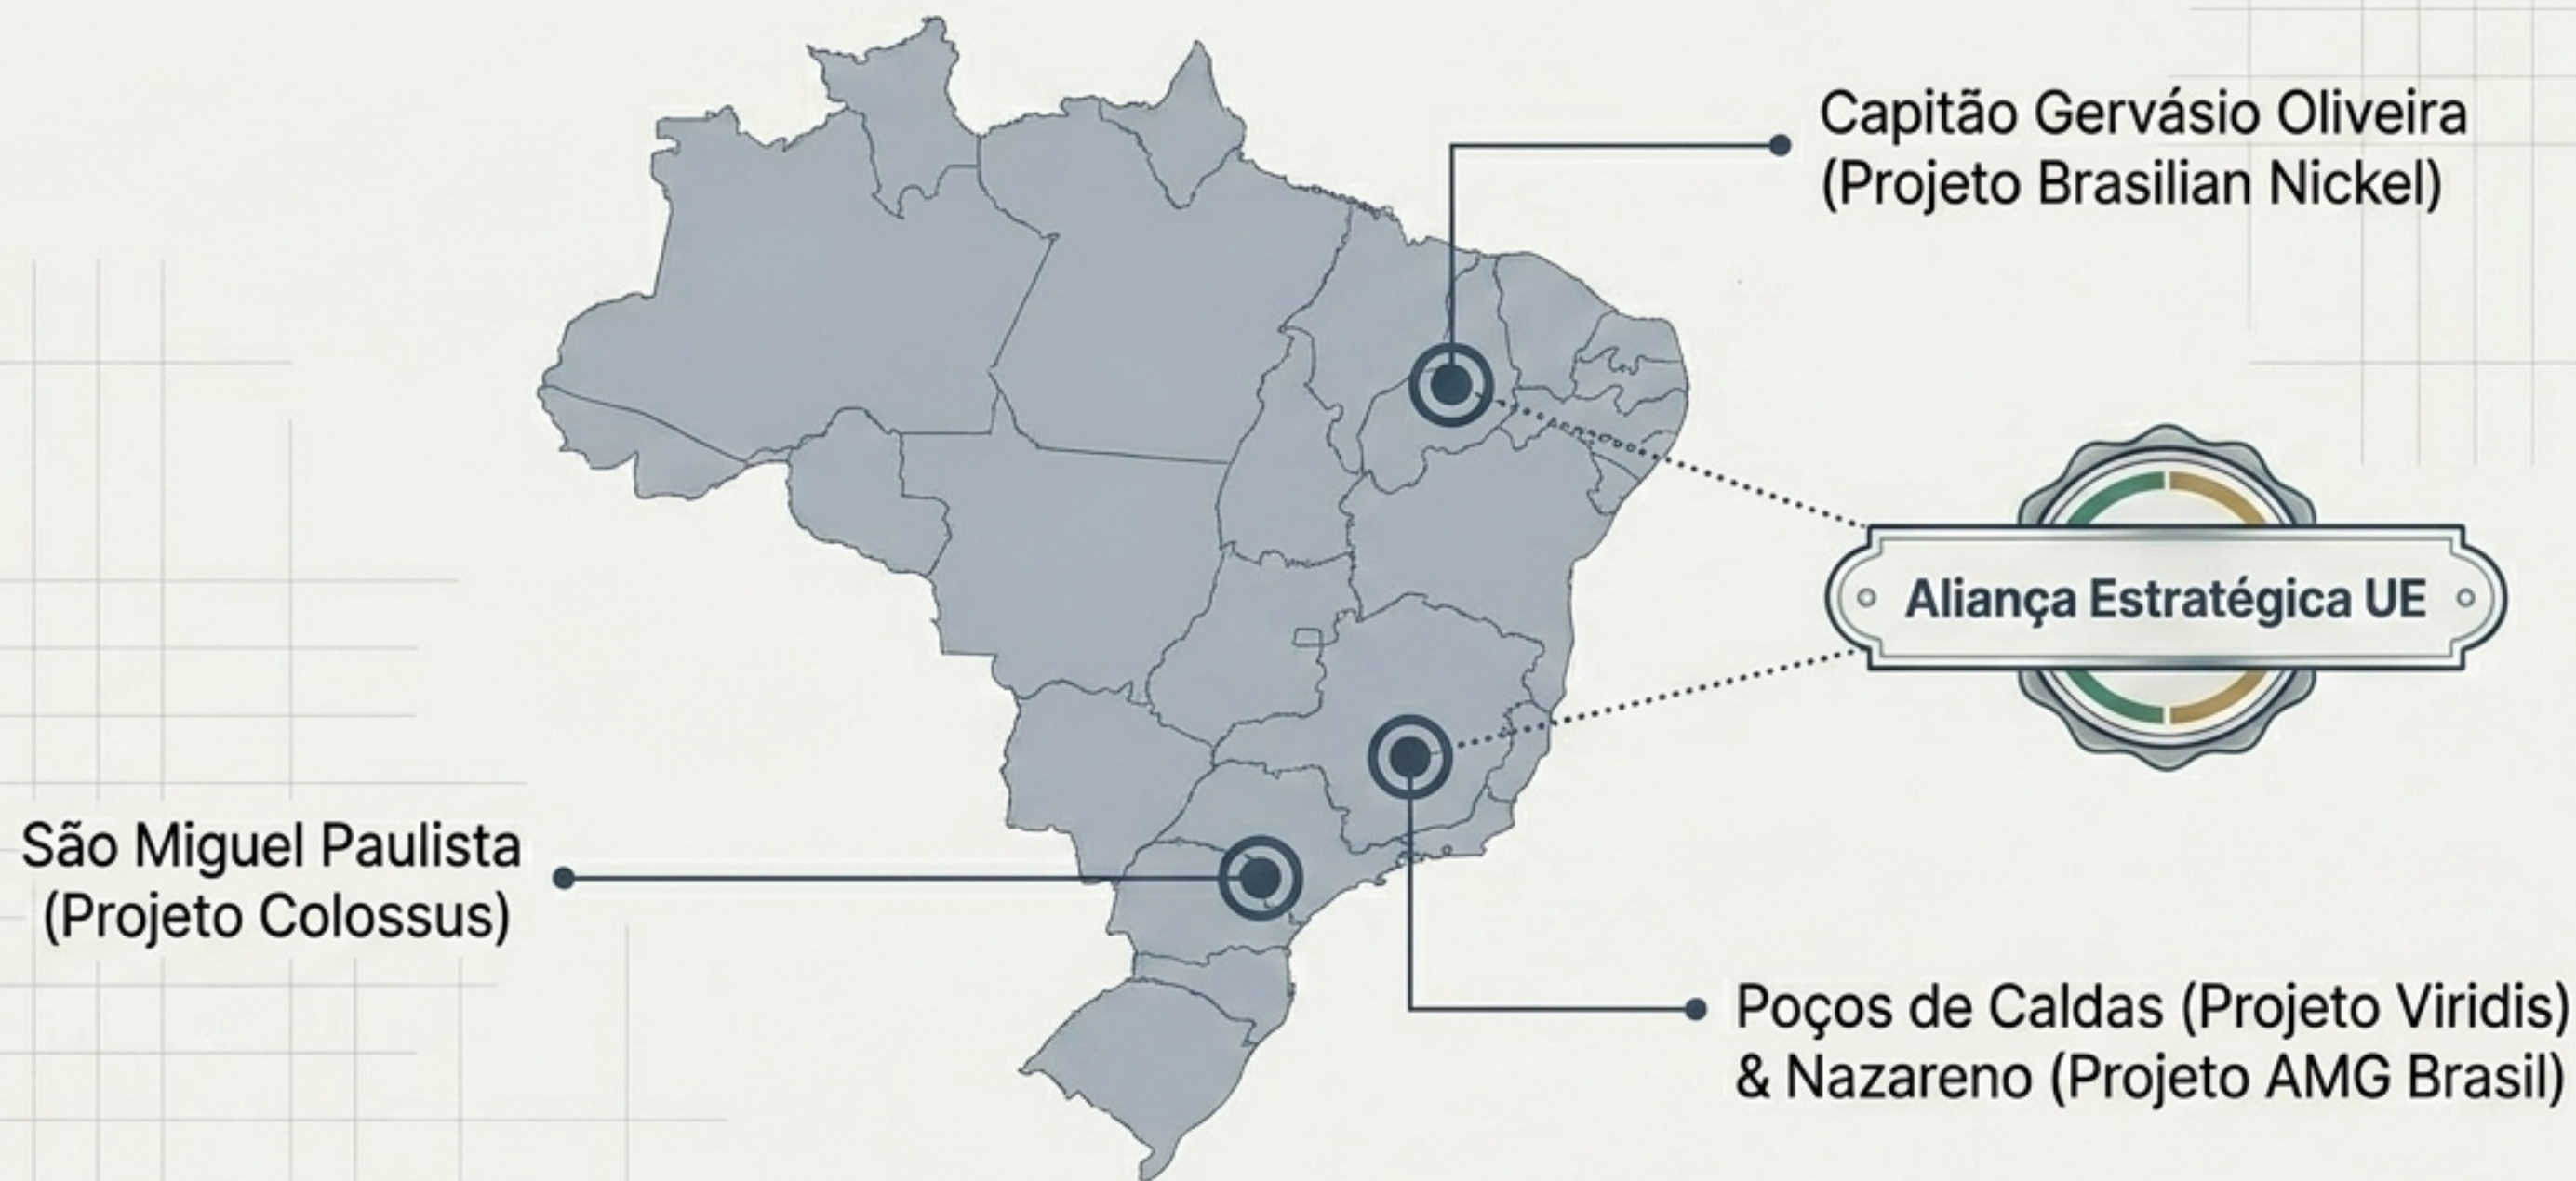 Capitão Gervásio Oliveira
(Projeto Brasilian Nickel)
Aliança Estratégica UE
São Miguel Paulista
(Projeto Colossus)
Poços de Caldas (Projeto Viridis)
& Nazareno (Projeto AMG Brasil)